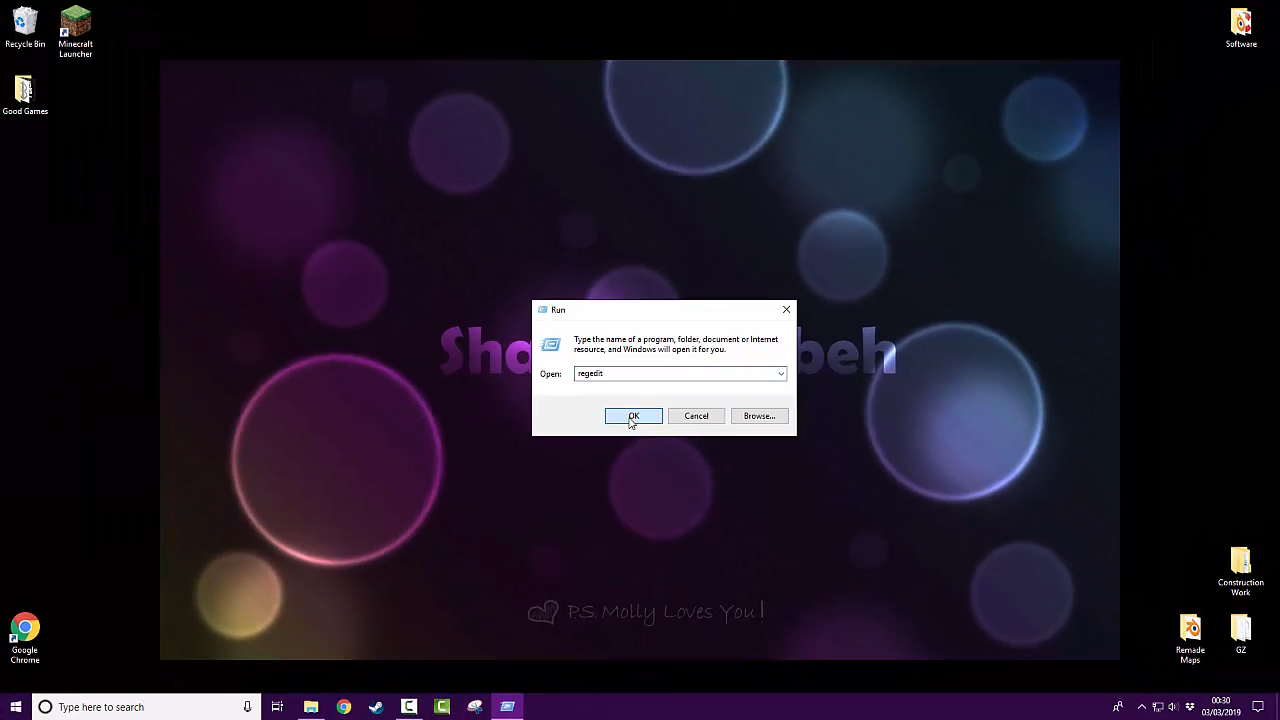 Recycle Bin
Minecraft Launcher
Software
Good Games
Run
Type the name of a program, folder, document or Internet
resource, and Windows will open it for you.
Open:
regedit
OK
Cancel
Browse...
P.S. Molly Loves You!
Construction Work
Google Chrome
Remade Maps
GZ
Type here to search
00:30
03/03/2019